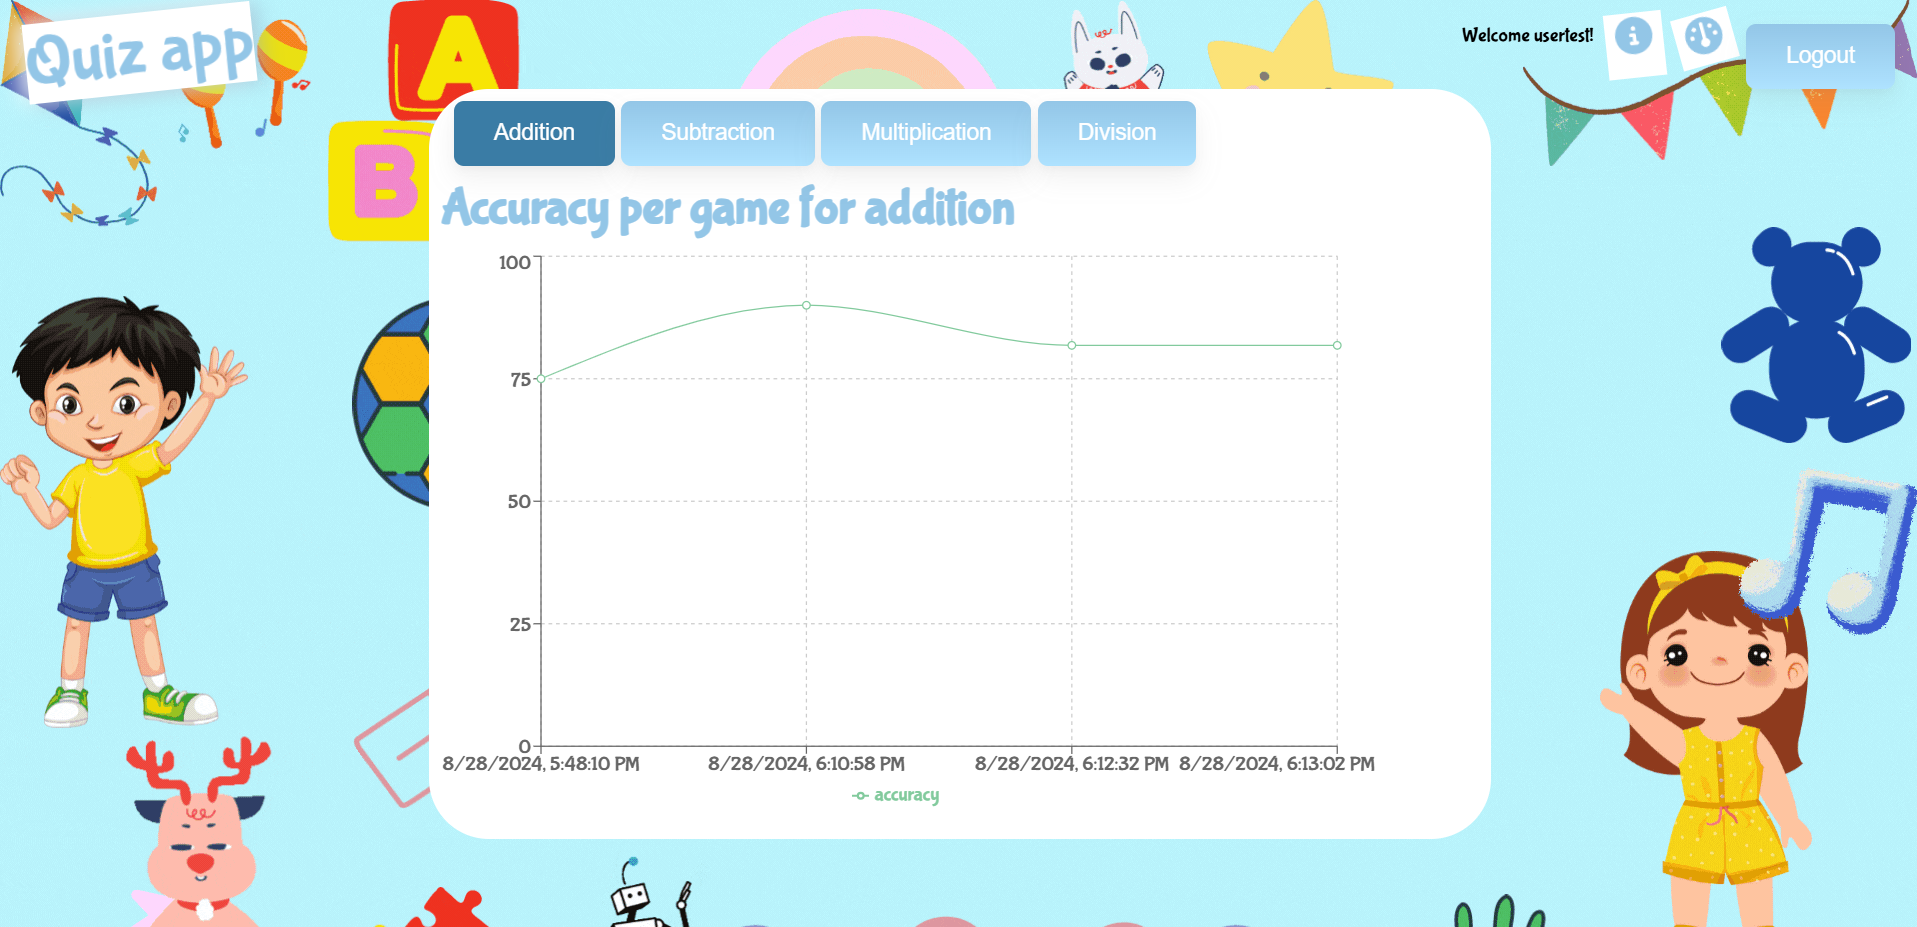 Quiz app
A
B
Welcome usertest!
Logout
Addition
Subtraction
Multiplication
Division
Accuracy per game for addition
100
75
50
25
0
8/28/2024, 5:48:10 PM
8/28/2024, 6:10:58 PM
8/28/2024, 6:12:32 PM
8/28/2024, 6:13:02 PM
accuracy